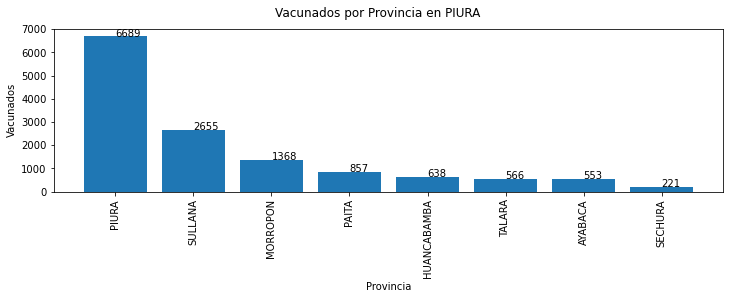 Vacunados por Provincia en PIURA
Vacunados
7000
6000
5000
4000
3000
2000
1000
0
6689
2655
1368
857
638
566
553
221
PIURA
SULLANA
MORROPON
PAITA
HUANCABAMBA
TALARA
AYABACA
SECHURA
Provincia